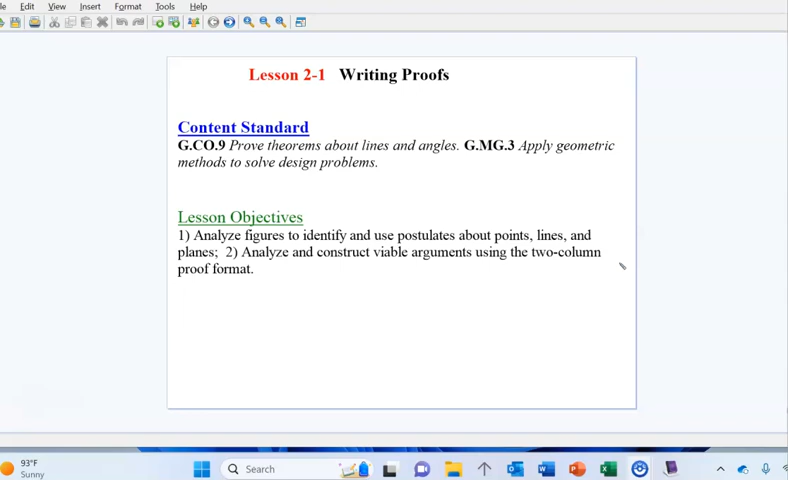 Edit View Insert Format Tools Help
Lesson 2-1 Writing Proofs
Content Standard
G.CO.9 Prove theorems about lines and angles. G.MG.3 Apply geometric
methods to solve design problems.
Lesson Objectives
1) Analyze figures to identify and use postulates about points, lines, and
planes; 2) Analyze and construct viable arguments using the two-column
proof format.
93°F
Sunny
Search